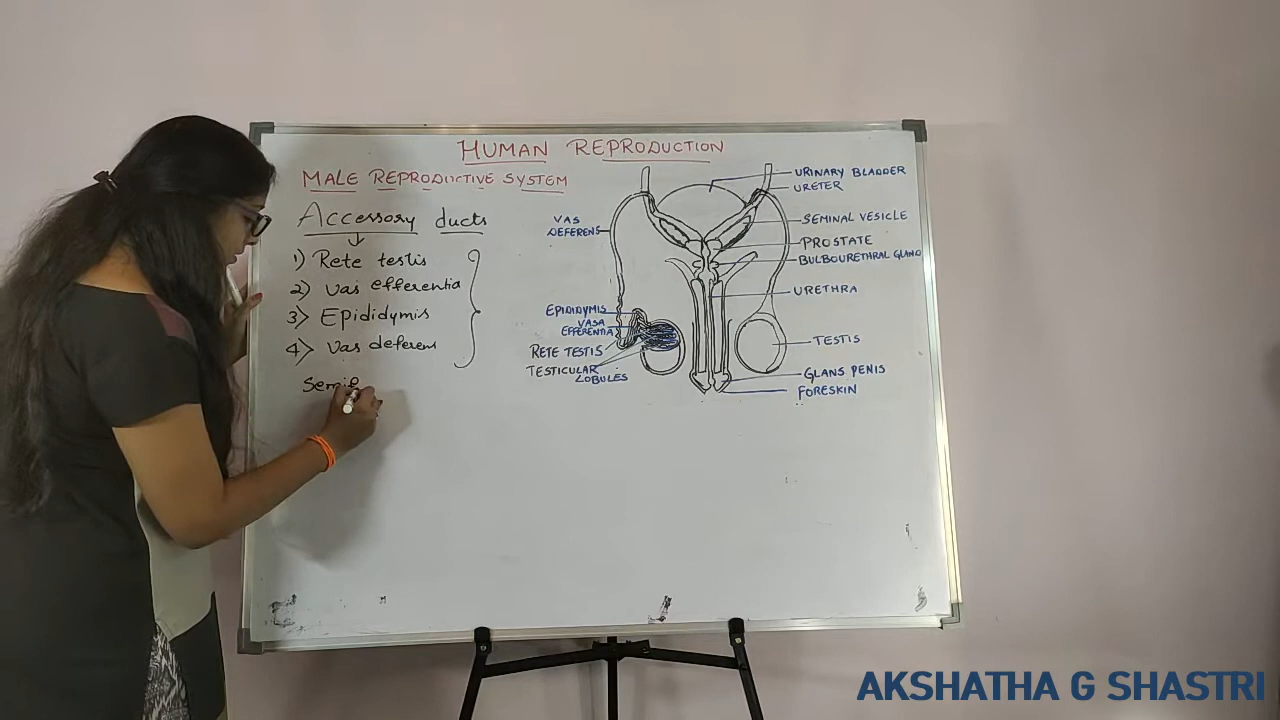 HUMAN REPRODUCTION
MALE REPRODUCTIVE SYSTEM
Accessory ducts
1) Rete testis
2) Vas efferentia
3) Epididymis
4) Vas deferens
VAS
DEFERENS
EPIDIDYMIS
VASA
EFFERENTIA
RETE TESTIS
TESTICULAR
LOBULES
URINARY BLADDER
URETER
SEMINAL VESICLE
PROSTATE
BULBOURETHRAL GLAND
URETHRA
TESTIS
GLANS PENIS
FORESKIN
AKSHATHA G SHASTRI